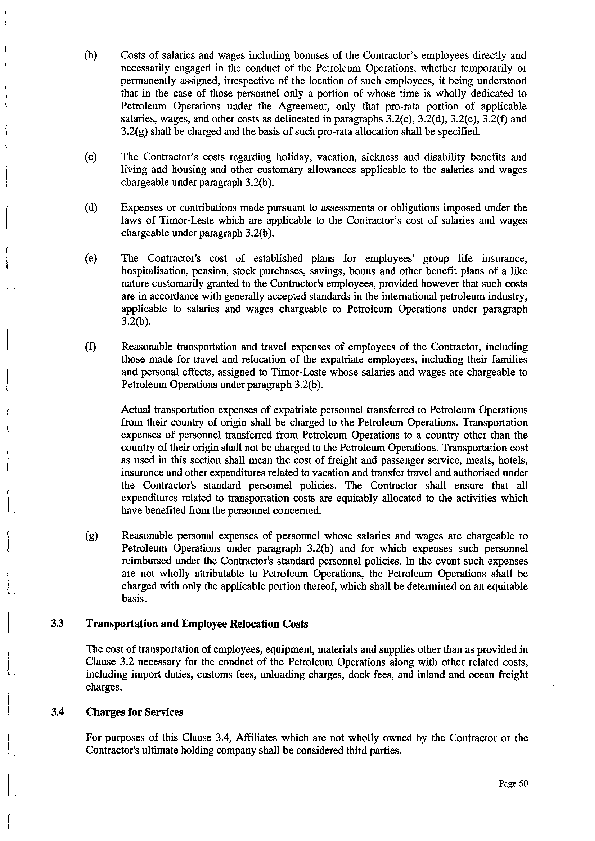 (b) Costs of salaries and wages including bonuses of the Contractor's employees directly and
necessarily engaged in the conduct of the Petroleum Operations, whether temporarily or
permanently assigned, irrespective of the location of such employees, it being understood
that in the case of those personnel only a portion of whose time is wholly dedicated to
Petroleum Operations under the Agreement, only that pro-rata portion of applicable
salaries, wages, and other costs as delineated in paragraphs 3.2(c), 3.2(d), 3.2(e), 3.2(f) and
3.2(g) shall be charged and the basis of such pro-rata allocation shall be specified.
(c) The Contractor's costs regarding holiday, vacation, sickness and disability benefits and
living and housing and other customary allowances applicable to the salaries and wages
chargeable under paragraph 3.2(b).
(d) Expenses or contributions made pursuant to assessments or obligations imposed under the
laws of Timor-Leste which are applicable to the Contractor's cost of salaries and wages
chargeable under paragraph 3.2(b).
(e) The Contractor's cost of established plans for employees' group life insurance,
hospitalisation, pension, stock purchases, savings, bonus and other benefit plans of a like
nature customarily granted to the Contractor's employees, provided however that such costs
are in accordance with generally accepted standards in the international petroleum industry,
applicable to salaries and wages chargeable to Petroleum Operations under paragraph
3.2(b).
(f) Reasonable transportation and travel expenses of employees of the Contractor, including
those made for travel and relocation of the expatriate employees, including their families
and personal effects, assigned to Timor-Leste whose salaries and wages are chargeable to
Petroleum Operations under paragraph 3.2(b).
Actual transportation expenses of expatriate personnel transferred to Petroleum Operations
from their country of origin shall be charged to the Petroleum Operations. Transportation
expenses of personnel transferred from Petroleum Operations to a country other than the
country of their origin shall not be charged to the Petroleum Operations. Transportation cost
as used in this section shall mean the cost of freight and passenger service, meals, hotels,
insurance and other expenditures related to vacation and transfer travel and authorised under
the Contractor's standard personnel policies. The Contractor shall ensure that all
expenditures related to transportation costs are equitably allocated to the activities which
have benefited from the personnel concerned.
(g) Reasonable personal expenses of personnel whose salaries and wages are chargeable to
Petroleum Operations under paragraph 3.2(b) and for which expenses such personnel
reimbursed under the Contractor's standard personnel policies. In the event such expenses
are not wholly attributable to Petroleum Operations, the Petroleum Operations shall be
charged with only the applicable portion thereof, which shall be determined on an equitable
basis.
3.3 Transportation and Employee Relocation Costs
The cost of transportation of employees, equipment, materials and supplies other than as provided in
Clause 3.2 necessary for the conduct of the Petroleum Operations along with other related costs,
including import duties, customs fees, unloading charges, dock fees, and inland and ocean freight
charges.
3.4 Charges for Services
For purposes of this Clause 3.4, Affiliates which are not wholly owned by the Contractor or the
Contractor's ultimate holding company shall be considered third parties.
Page 50